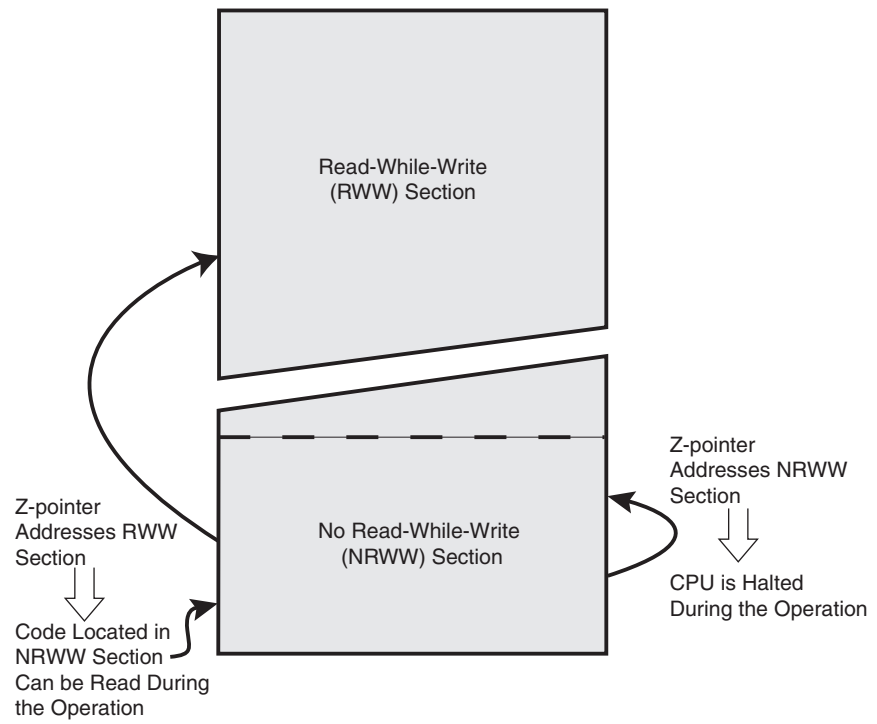 Read-While-Write
(RWW) Section
Z-pointer
Addresses NRWW
Section
Z-pointer
Addresses RWW
Section
No Read-While-Write
(NRWW) Section
CPU is Halted
During the Operation
Code Located in
NRWW Section
Can be Read During
the Operation